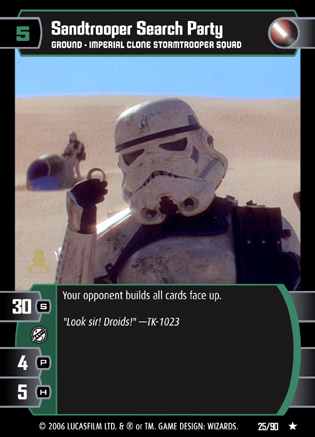 5
Sandtrooper Search Party
GROUND • IMPERIAL CLONE STORMTROOPER SQUAD
30 S
Your opponent builds all cards face up.
"Look sir! Droids!" —TK-1023
4 P
5 H
© 2006 LUCASFILM LTD. & ® or TM. GAME DESIGN: WIZARDS.
25/90